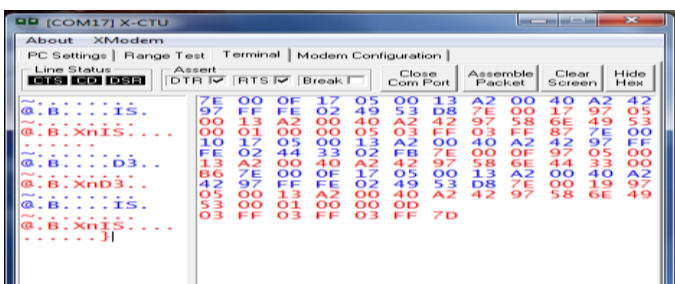 [COM17] X-CTU
About XModem
PC Settings | Range Test | Terminal | Modem Configuration |
Line Status
CTS CD DSR
Assert
DTR RTS Break
Close Com Port
Assemble Packet
Clear Screen
Hide Hex
~. . . . . . . .
@.B....IS.
~. . . . . . . .
@.B.XnIS....
. . . . . .
@.B....D3..
~. . . . . . . .
@.B.XnD3..
~. . . . . . . .
@.B....IS.
~. . . . . . . .
@.B.XnIS....
. . . . . .}
7E 00 0F 17 05 00 13 A2 00 40 A2 42
97 FF FE 02 49 53 D8 7E 00 17 97 05
00 13 A2 00 40 A2 42 97 58 6E 49 53
00 01 00 00 05 03 FF 03 FF 87 7E 00
10 17 05 00 13 A2 00 40 A2 42 97 FF
FE 02 44 33 02 FB 7E 00 0F 97 05 00
13 A2 00 40 A2 42 97 58 6E 44 33 00
B6 7E 00 0F 17 05 00 13 A2 00 40 A2
42 97 FF FE 02 49 53 D8 7E 00 19 97
05 00 13 A2 00 40 A2 42 97 58 6E 49
53 00 01 00 00 0D
03 FF 03 FF 03 FF 7D